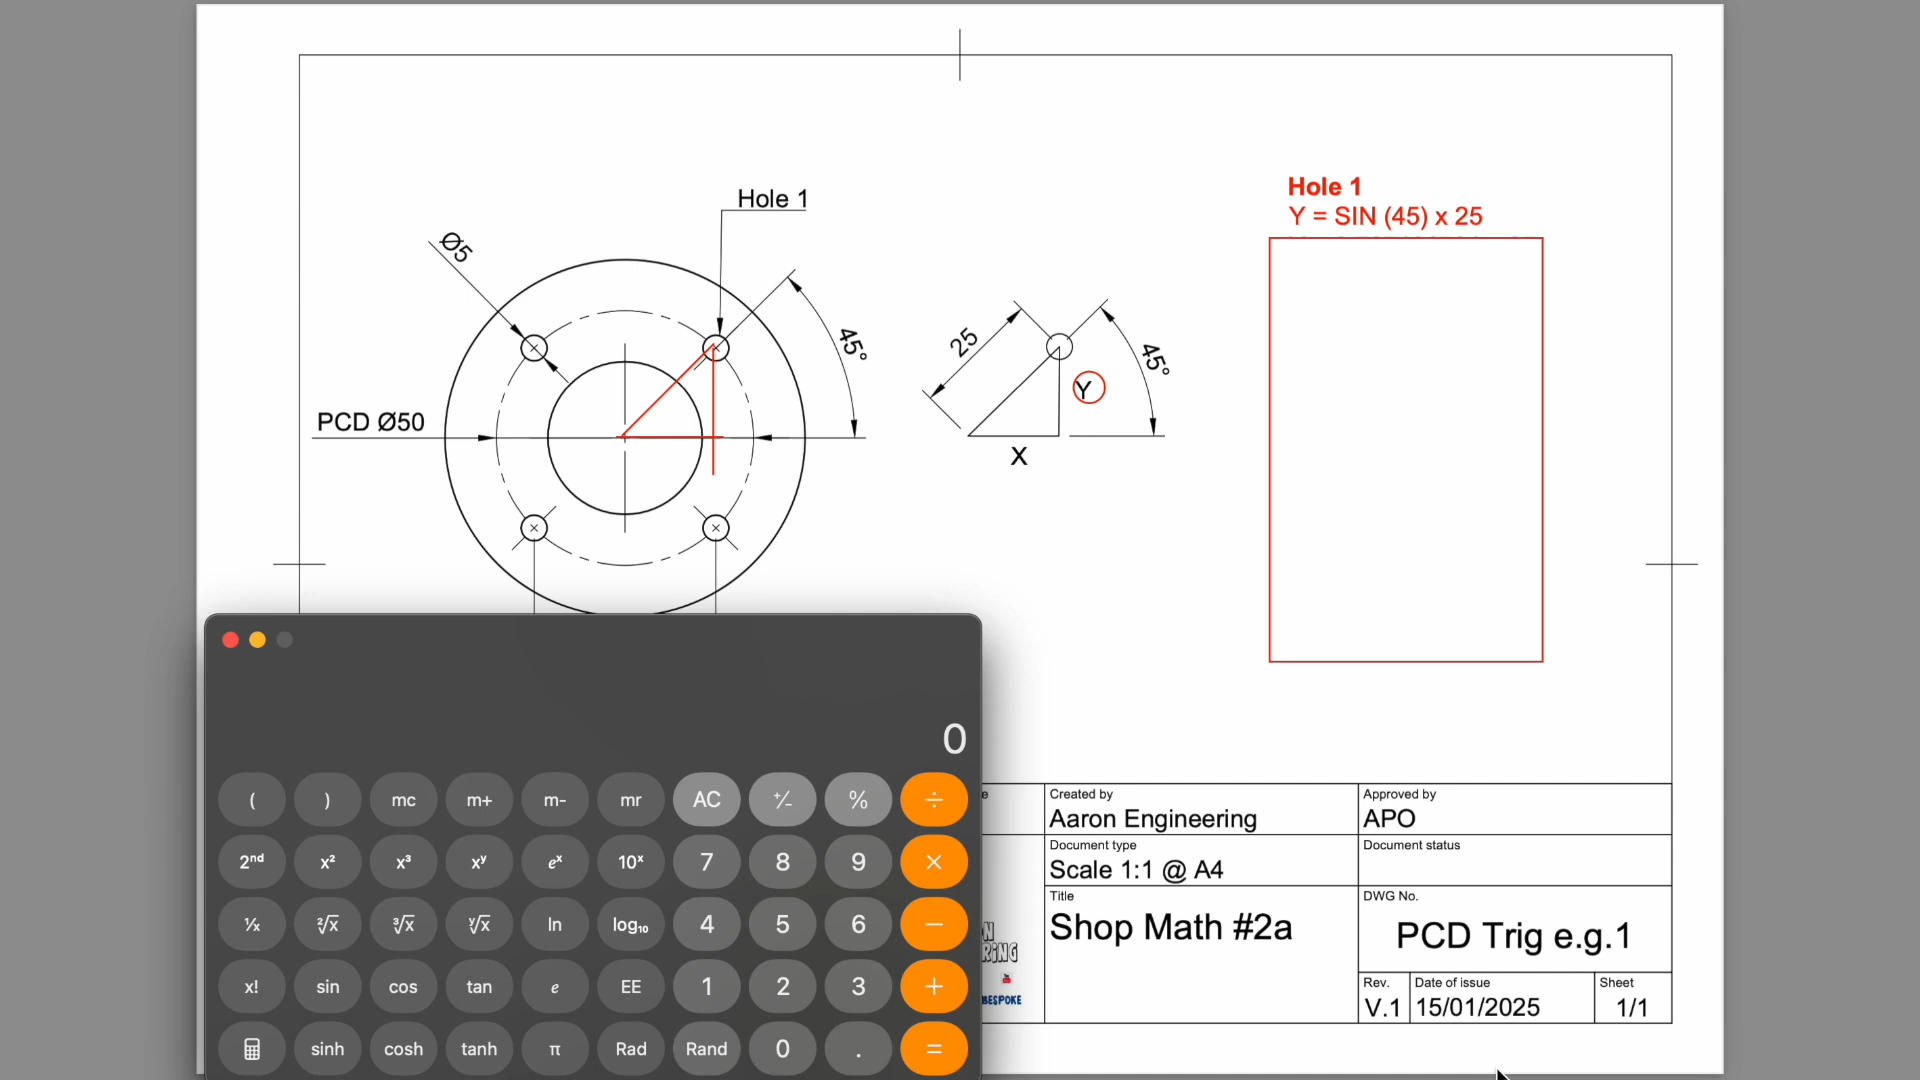 Hole 1
Ø5
45°
PCD Ø50
25
45°
Y
X
Hole 1
Y = SIN (45) x 25
0
( ) mc m+ m- mr AC +/− % ÷
2ⁿᵈ x² x³ xʸ eˣ 10ˣ 7 8 9 ×
¹/x ²√x ³√x ʸ√x ln log₁₀ 4 5 6 −
x! sin cos tan e EE 1 2 3 +
sinh cosh tanh π Rad Rand 0 . =
Created by
Aaron Engineering
Approved by
APO
Document type
Scale 1:1 @ A4
Document status
Title
Shop Math #2a
DWG No.
PCD Trig e.g.1
BESPOKE
Rev.
V.1
Date of issue
15/01/2025
Sheet
1/1